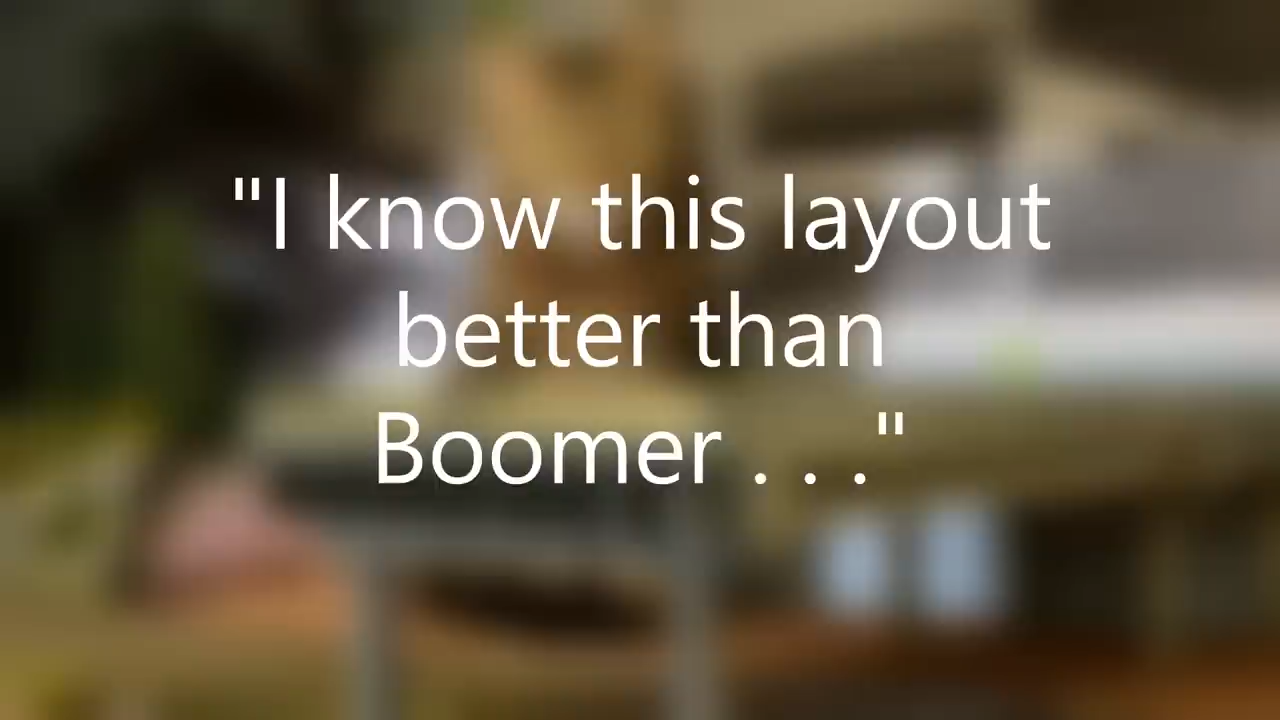 "I know this layout
better than
Boomer . . ."